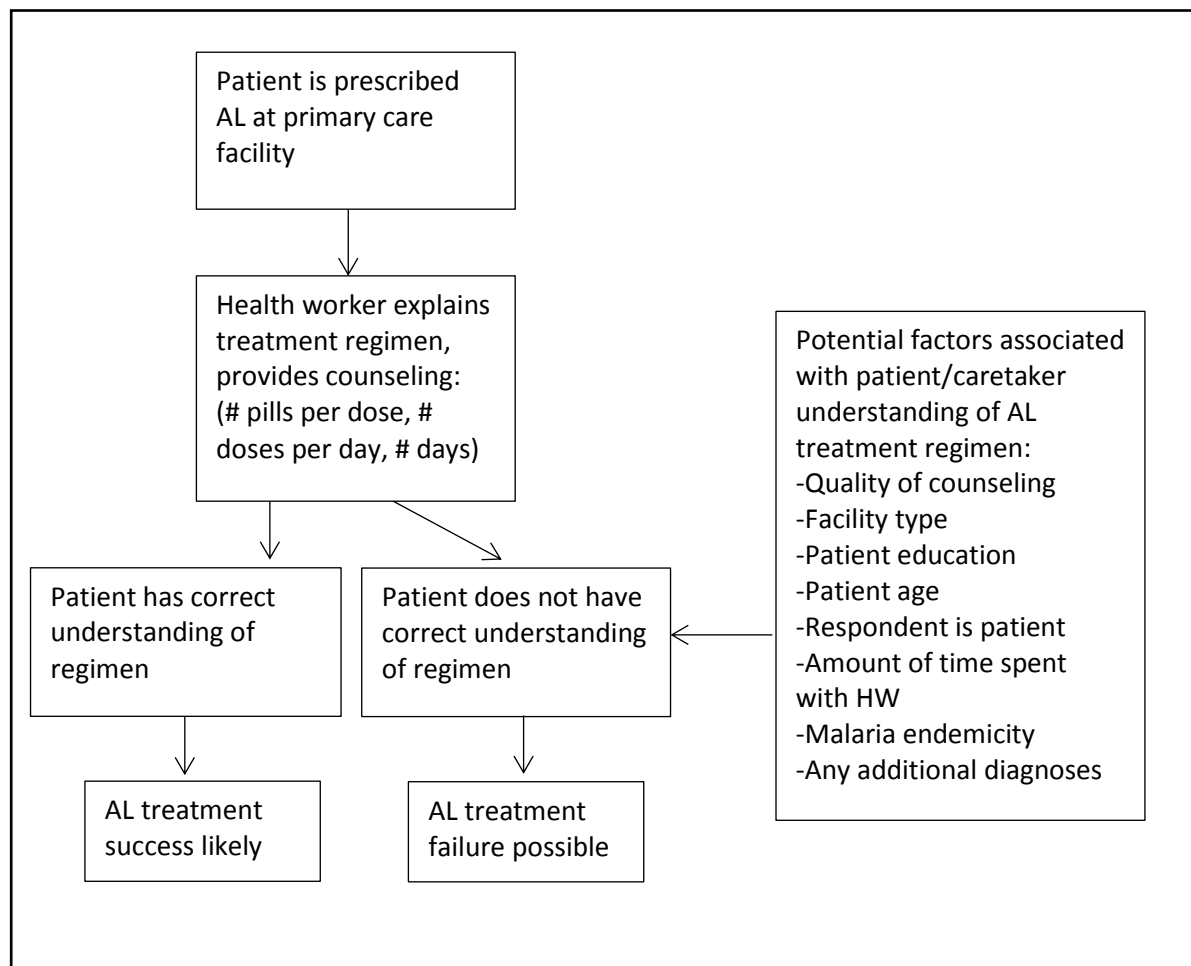 Patient is prescribed
AL at primary care
facility
Health worker explains
treatment regimen,
provides counseling:
(# pills per dose, #
doses per day, # days)
Potential factors associated
with patient/caretaker
understanding of AL
treatment regimen:
-Quality of counseling
-Facility type
-Patient education
-Patient age
-Respondent is patient
-Amount of time spent
with HW
-Malaria endemicity
-Any additional diagnoses
Patient has correct
understanding of
regimen
Patient does not have
correct understanding
of regimen
AL treatment
success likely
AL treatment
failure possible